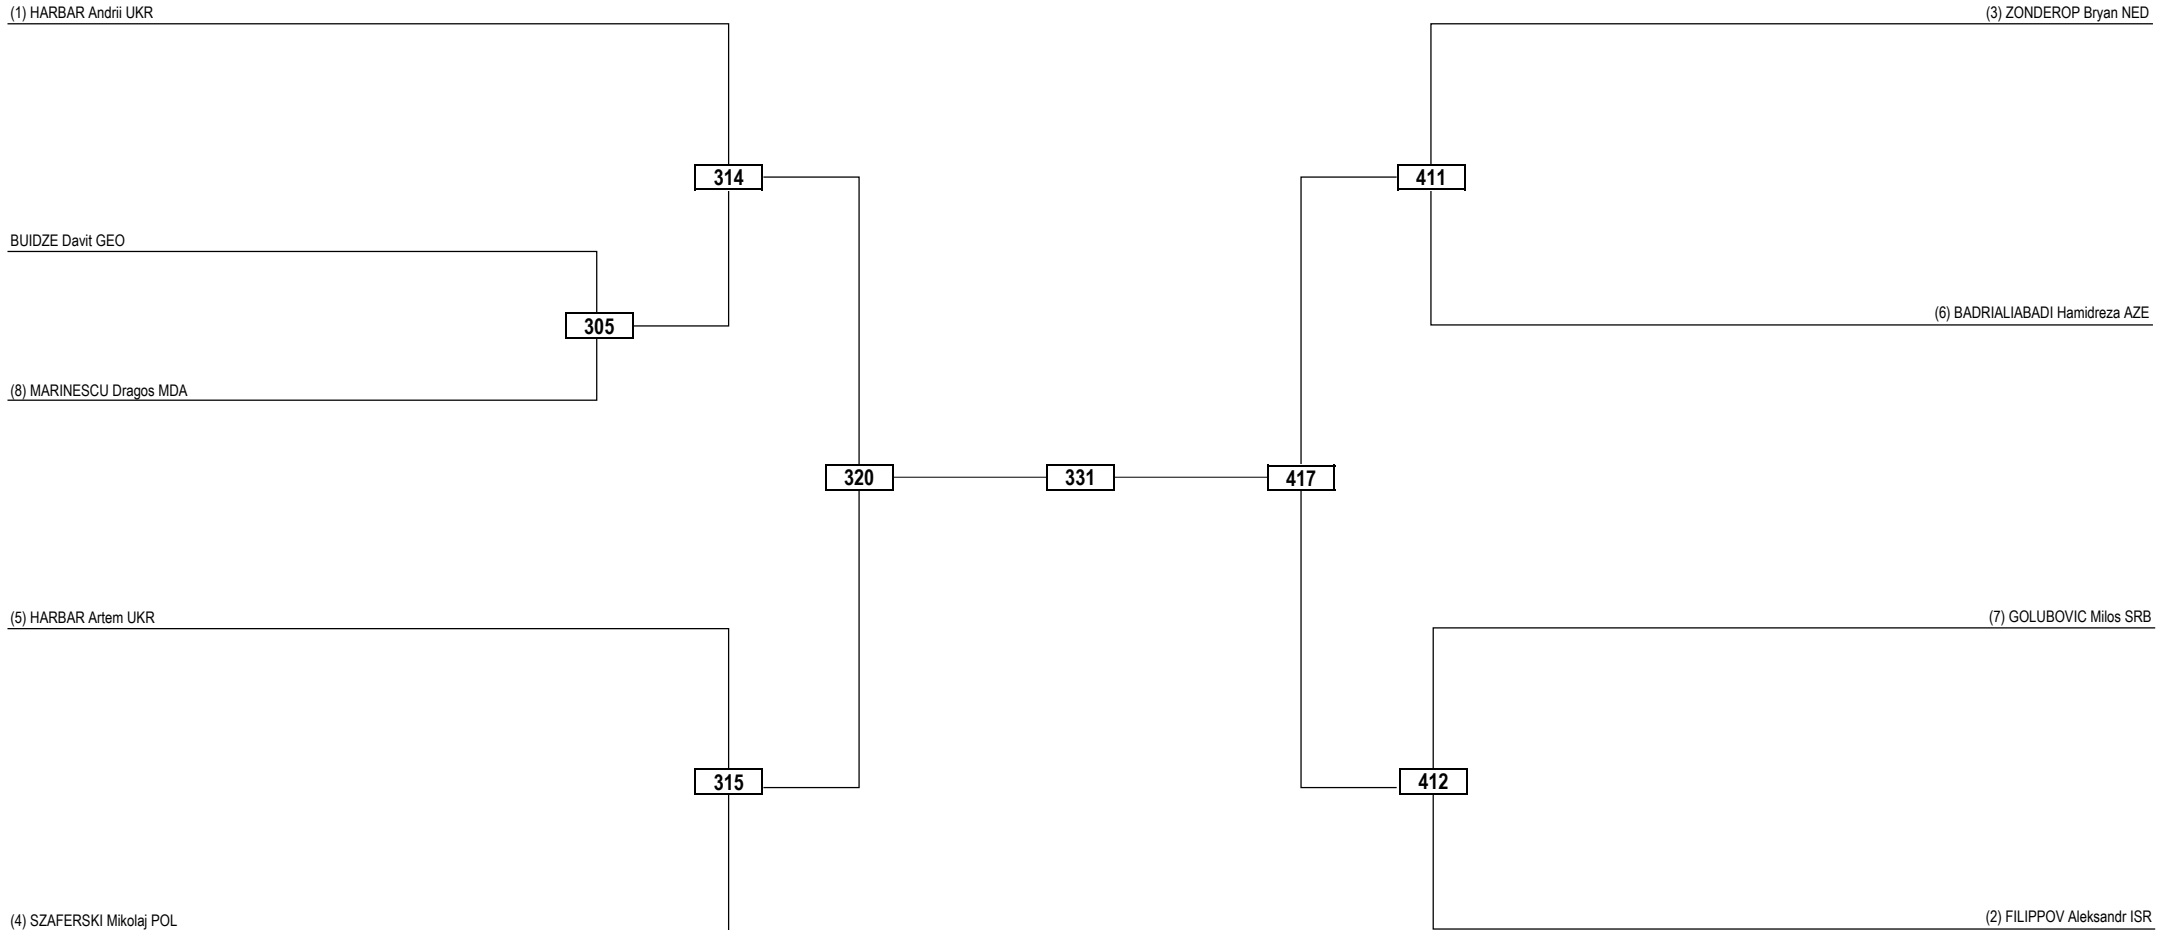 (1) HARBAR Andrii UKR
(3) ZONDEROP Bryan NED
314
411
BUIDZE Davit GEO
305
(6) BADRIALIABADI Hamidreza AZE
(8) MARINESCU Dragos MDA
320
331
417
(5) HARBAR Artem UKR
(7) GOLUBOVIC Milos SRB
315
412
(4) SZAFERSKI Mikolaj POL
(2) FILIPPOV Aleksandr ISR